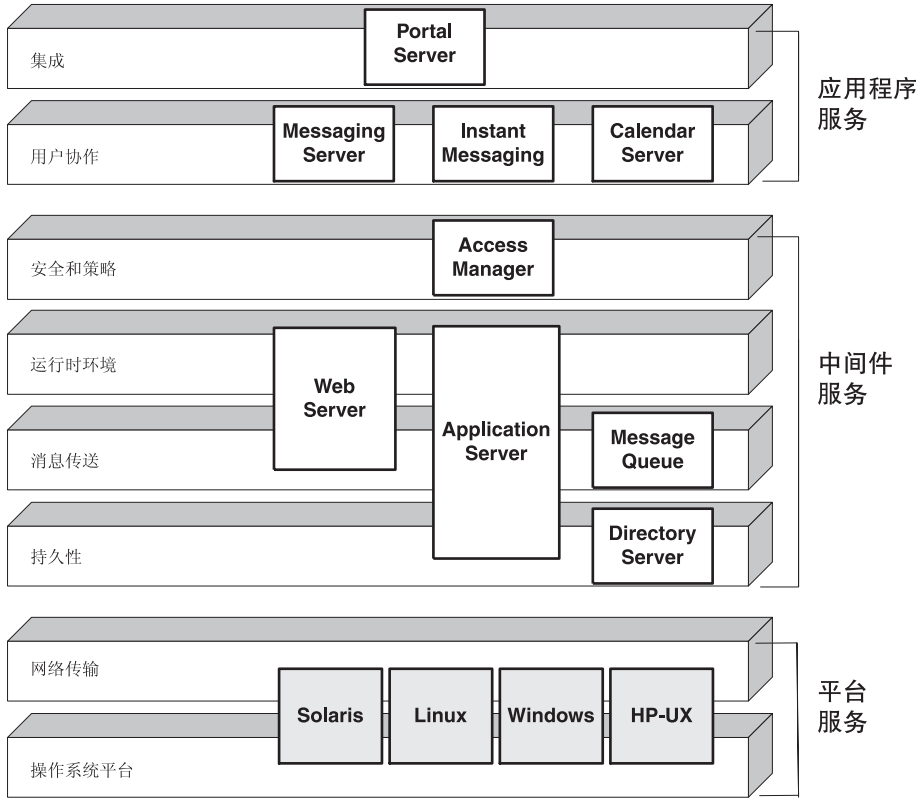 Portal
Server
集成
应用程序
服务
Messaging
Server
Instant
Messaging
Calendar
Server
用户协作
Access
Manager
安全和策略
运行时环境
Web
Server
中间件
服务
Application
Server
Message
Queue
消息传送
Directory
Server
持久性
网络传输
Solaris
Linux
Windows
HP-UX
平台
服务
操作系统平台